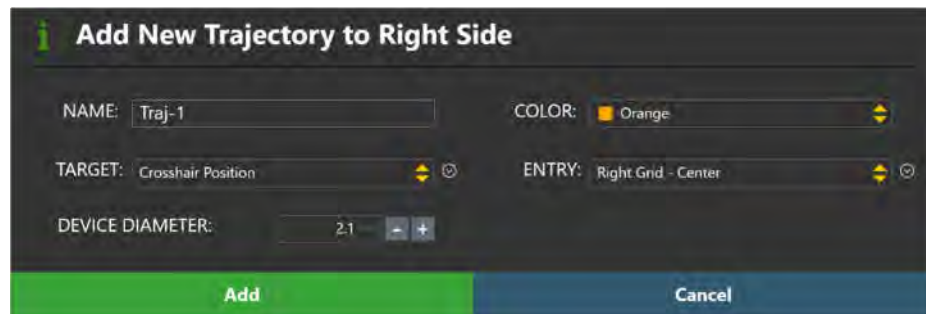 Add New Trajectory to Right Side
NAME: Traj-1 COLOR: Orange
TARGET: Crosshair Position ENTRY: Right Grid - Center
DEVICE DIAMETER: 2.1 - +
Add Cancel